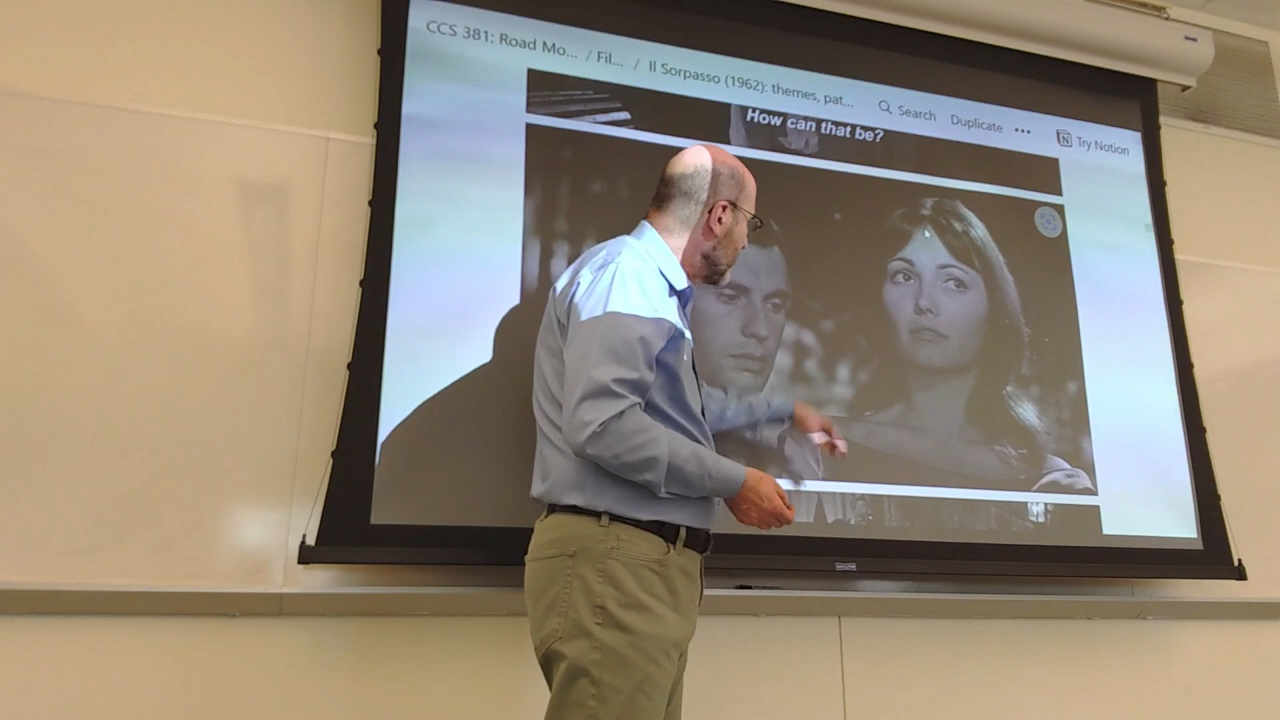 CCS 381: Road Mo... / Fil... / Il Sorpasso (1962): themes, pat...
Search Duplicate ••• Try Notion
How can that be?